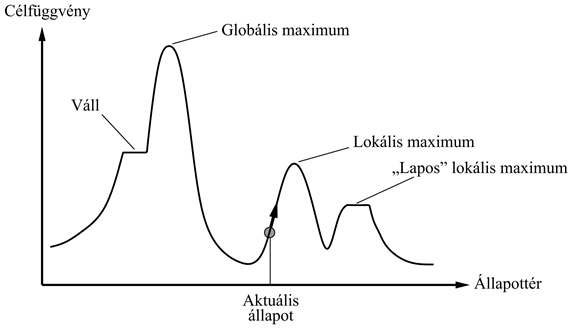 Célfüggvény
Globális maximum
Váll
Lokális maximum
„Lapos” lokális maximum
Állapottér
Aktuális
állapot